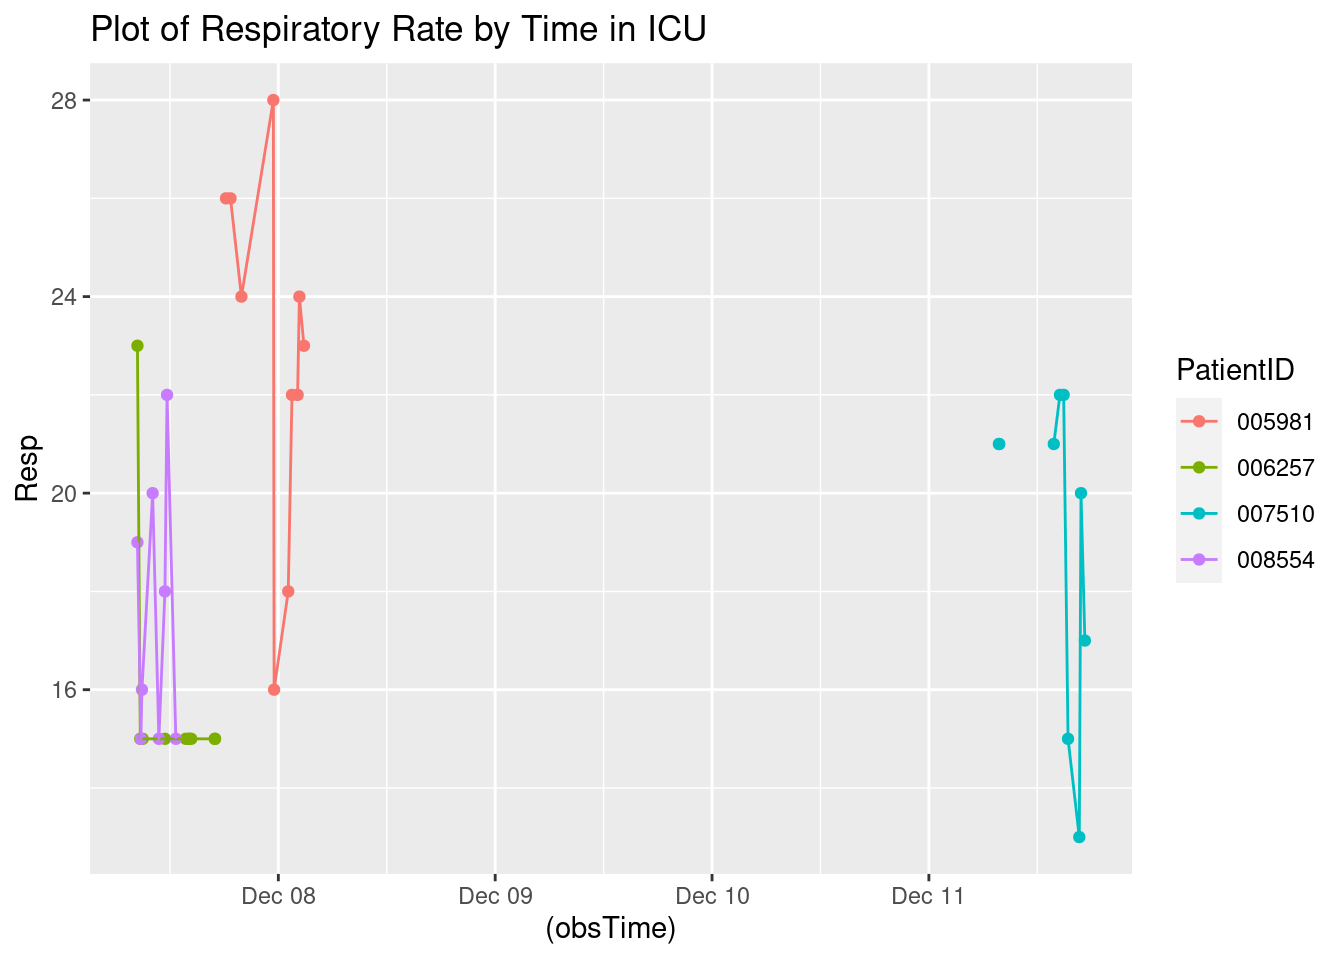 Plot of Respiratory Rate by Time in ICU
28
24
20
16
Resp
Dec 08
Dec 09
Dec 10
Dec 11
(obsTime)
PatientID
005981
006257
007510
008554